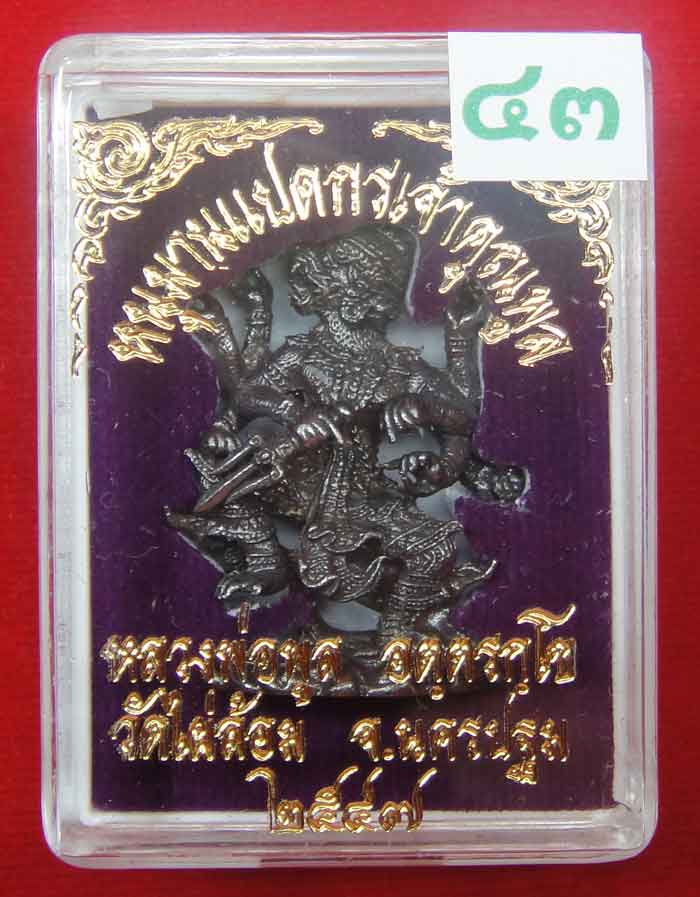 ๔๓
หนุมานแปดกรเจ้าคุณพูล
หลวงพ่อพูล อตฺตรกฺโข
วัดไผ่ล้อม จ.นครปฐม
๒๕๔๗